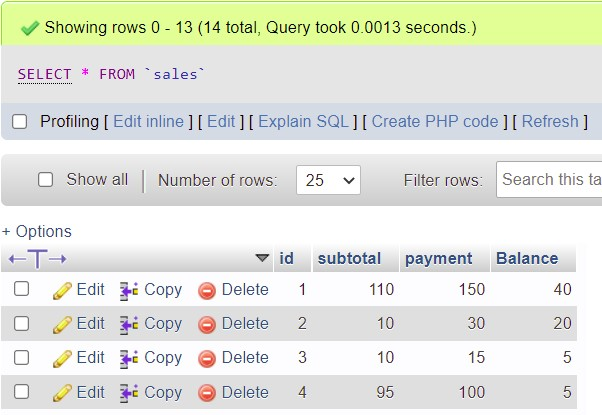 Showing rows 0 - 13 (14 total, Query took 0.0013 seconds.)
SELECT * FROM `sales`
Profiling [ Edit inline ] [ Edit ] [ Explain SQL ] [ Create PHP code ] [ Refresh ]
Show all Number of rows: 25 Filter rows: Search this ta
+ Options
←T→ id subtotal payment Balance
Edit Copy Delete 1 110 150 40
Edit Copy Delete 2 10 30 20
Edit Copy Delete 3 10 15 5
Edit Copy Delete 4 95 100 5